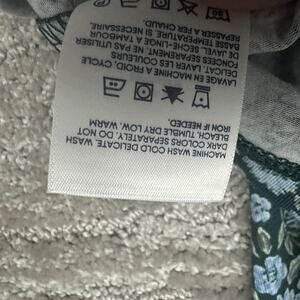 MACHINE WASH COLD DELICATE. WASH
DARK COLORS SEPARATELY. DO NOT
BLEACH. TUMBLE DRY LOW. WARM
IRON IF NEEDED.
LAVAGE EN MACHINE A FROID, CYCLE
DELICAT. LAVER LES COULEURS
FONCEES SEPAREMENT. NE PAS UTILISER
DE JAVEL. SECHE-LINGE A TAMBOUR
BASSE TEMPERATURE. SI NECESSAIRE,
REPASSER A FER CHAUD.